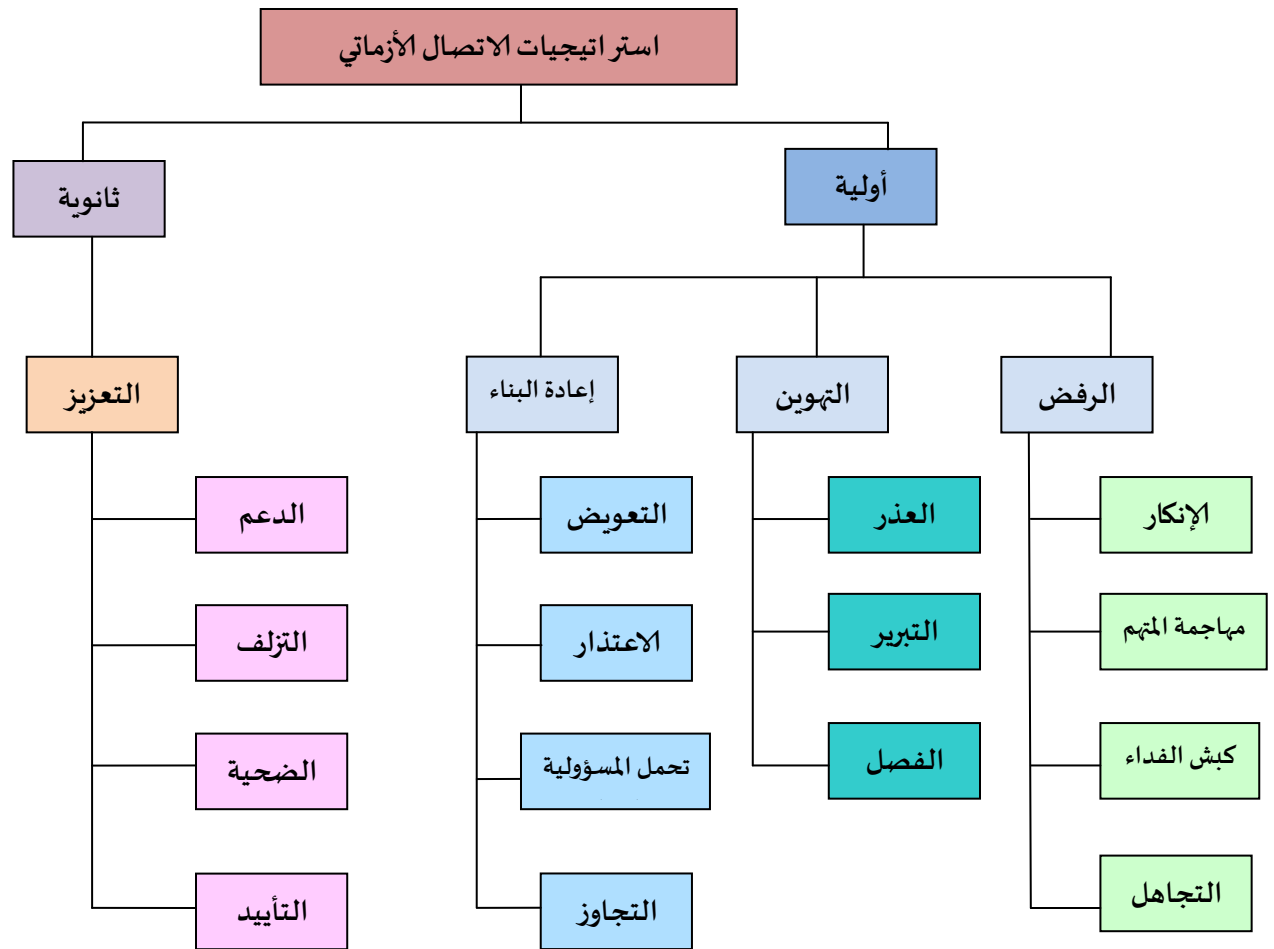 استراتيجيات الاتصال الأزماتي
أولية
ثانوية
الرفض
التهوين
إعادة البناء
التعزيز
الإنكار
العذر
التعويض
الدعم
مهاجمة المتهم
التبرير
الاعتذار
التزلف
كبش الفداء
الفصل
تحمل المسؤولية
الضحية
التجاهل
التجاوز
التأييد